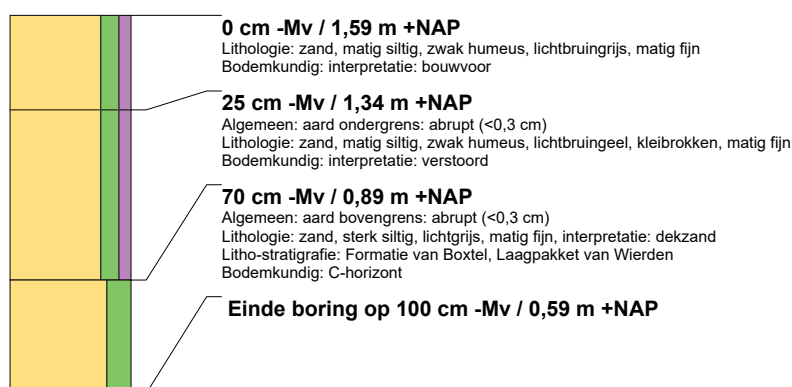 0 cm -Mv / 1,59 m +NAP
Lithologie: zand, matig siltig, zwak humeus, lichtbruingrijs, matig fijn
Bodemkundig: interpretatie: bouwvoor
25 cm -Mv / 1,34 m +NAP
Algemeen: aard ondergrens: abrupt (<0,3 cm)
Lithologie: zand, matig siltig, zwak humeus, lichtbruingeel, kleibrokken, matig fijn
Bodemkundig: interpretatie: verstoord
70 cm -Mv / 0,89 m +NAP
Algemeen: aard bovengrens: abrupt (<0,3 cm)
Lithologie: zand, sterk siltig, lichtgrijs, matig fijn, interpretatie: dekzand
Litho-stratigrafie: Formatie van Boxtel, Laagpakket van Wierden
Bodemkundig: C-horizont
Einde boring op 100 cm -Mv / 0,59 m +NAP